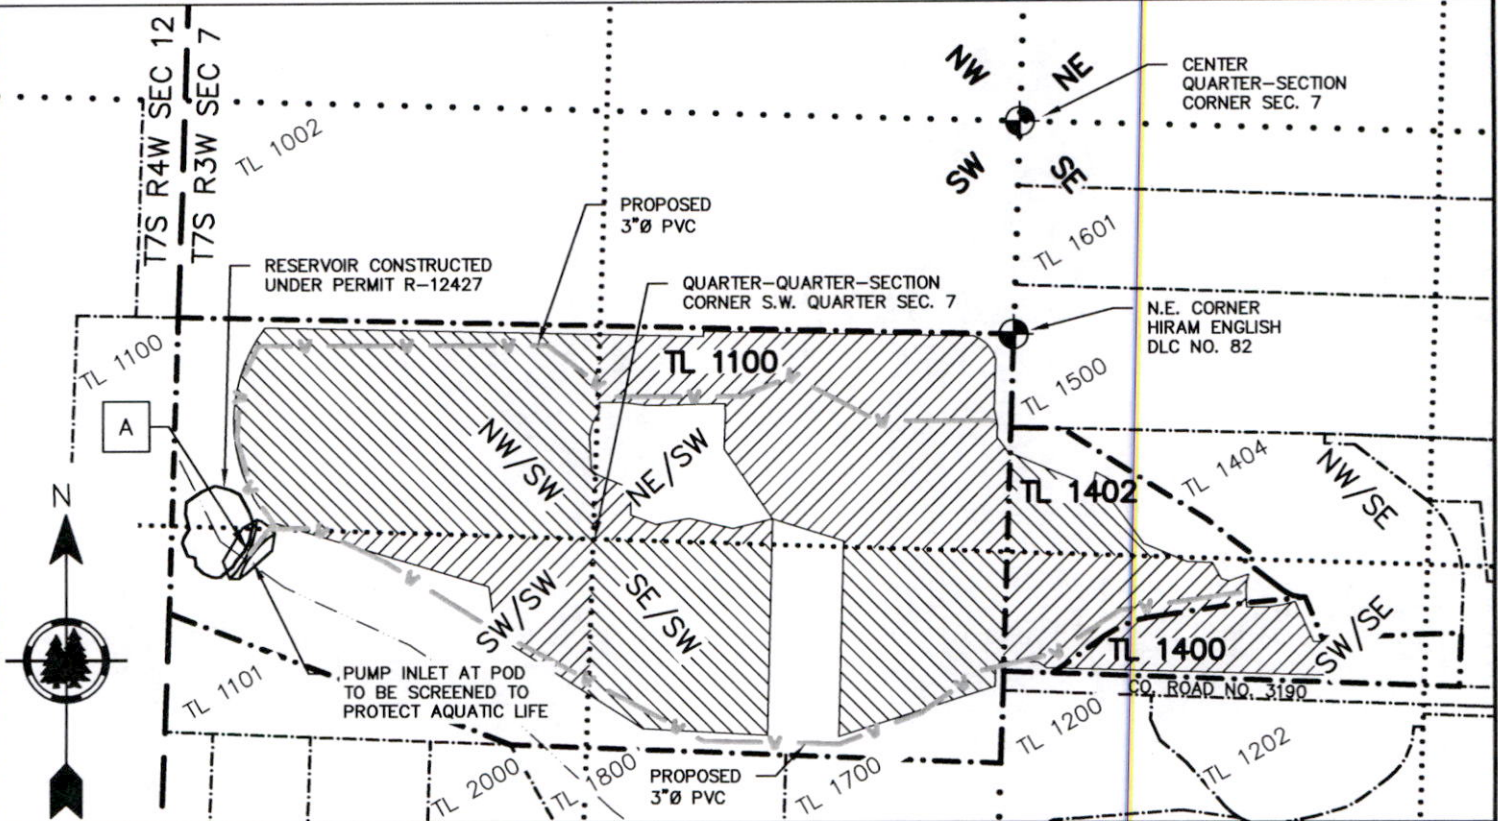 T7S R4W SEC 12
T7S R3W SEC 7
TL 1002
NW
NE
SW
SE
CENTER
QUARTER-SECTION
CORNER SEC. 7
PROPOSED
3"Ø PVC
TL 1601
RESERVOIR CONSTRUCTED
UNDER PERMIT R-12427
QUARTER-QUARTER-SECTION
CORNER S.W. QUARTER SEC. 7
N.E. CORNER
HIRAM ENGLISH
DLC NO. 82
TL 1100
TL 1100
TL 1500
A
NW/SW
NE/SW
TL 1402
TL 1404
NW/SE
N
SW/SW
SE/SW
TL 1400
SW/SE
TL 1101
PUMP INLET AT POD
TO BE SCREENED TO
PROTECT AQUATIC LIFE
CO. ROAD NO. 3190
TL 1200
TL 1202
TL 2000
TL 1800
PROPOSED
3"Ø PVC
TL 1700